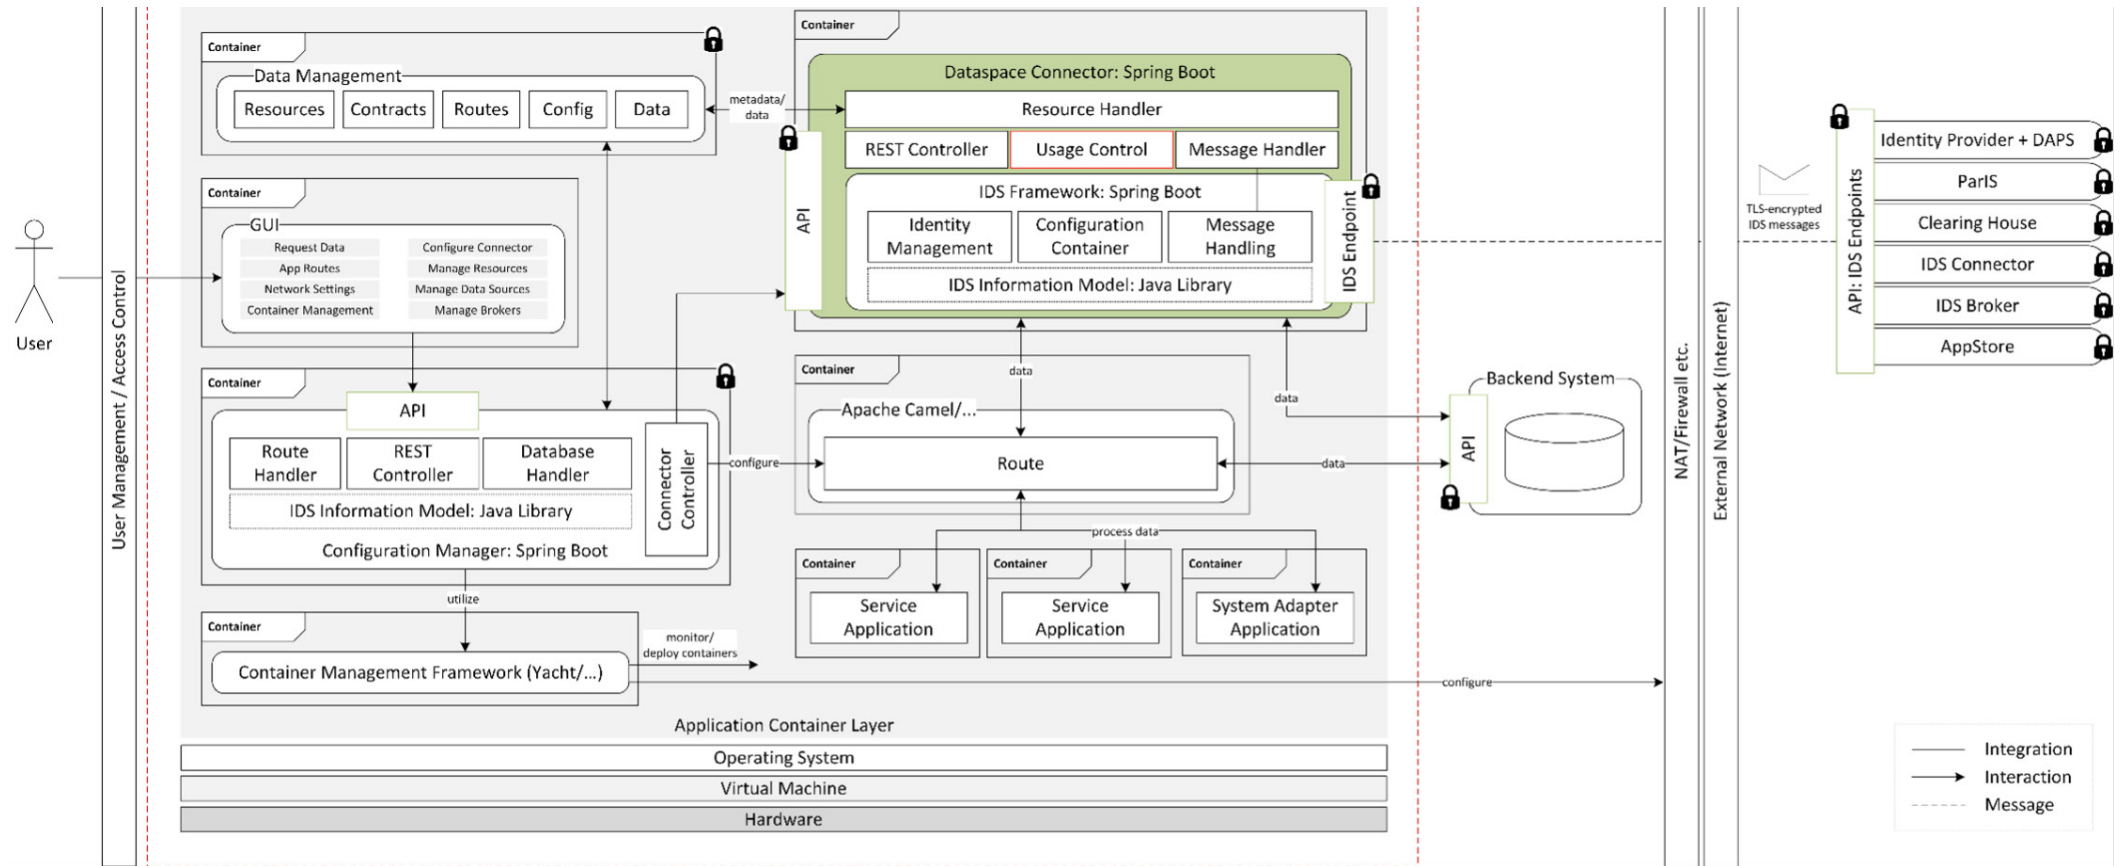 User
User Management / Access Control
Container
Data Management
Resources
Contracts
Routes
Config
Data
metadata/
data
Container
GUI
Request Data
App Routes
Network Settings
Container Management
Configure Connector
Manage Resources
Manage Data Sources
Manage Brokers
Container
API
Route
Handler
REST
Controller
Database
Handler
IDS Information Model: Java Library
Configuration Manager: Spring Boot
Connector
Controller
configure
utilize
Container
Container Management Framework (Yacht/...)
monitor/
deploy containers
configure
Container
Dataspace Connector: Spring Boot
Resource Handler
REST Controller
Usage Control
Message Handler
API
IDS Framework: Spring Boot
Identity
Management
Configuration
Container
Message
Handling
IDS Information Model: Java Library
IDS Endpoint
data
data
Container
Apache Camel/...
Route
data
process data
Container
Service
Application
Container
Service
Application
Container
System Adapter
Application
Backend System
API
Application Container Layer
Operating System
Virtual Machine
Hardware
NAT/Firewall etc.
External Network (Internet)
TLS-encrypted
IDS messages
API: IDS Endpoints
Identity Provider + DAPS
ParIS
Clearing House
IDS Connector
IDS Broker
AppStore
Integration
Interaction
Message